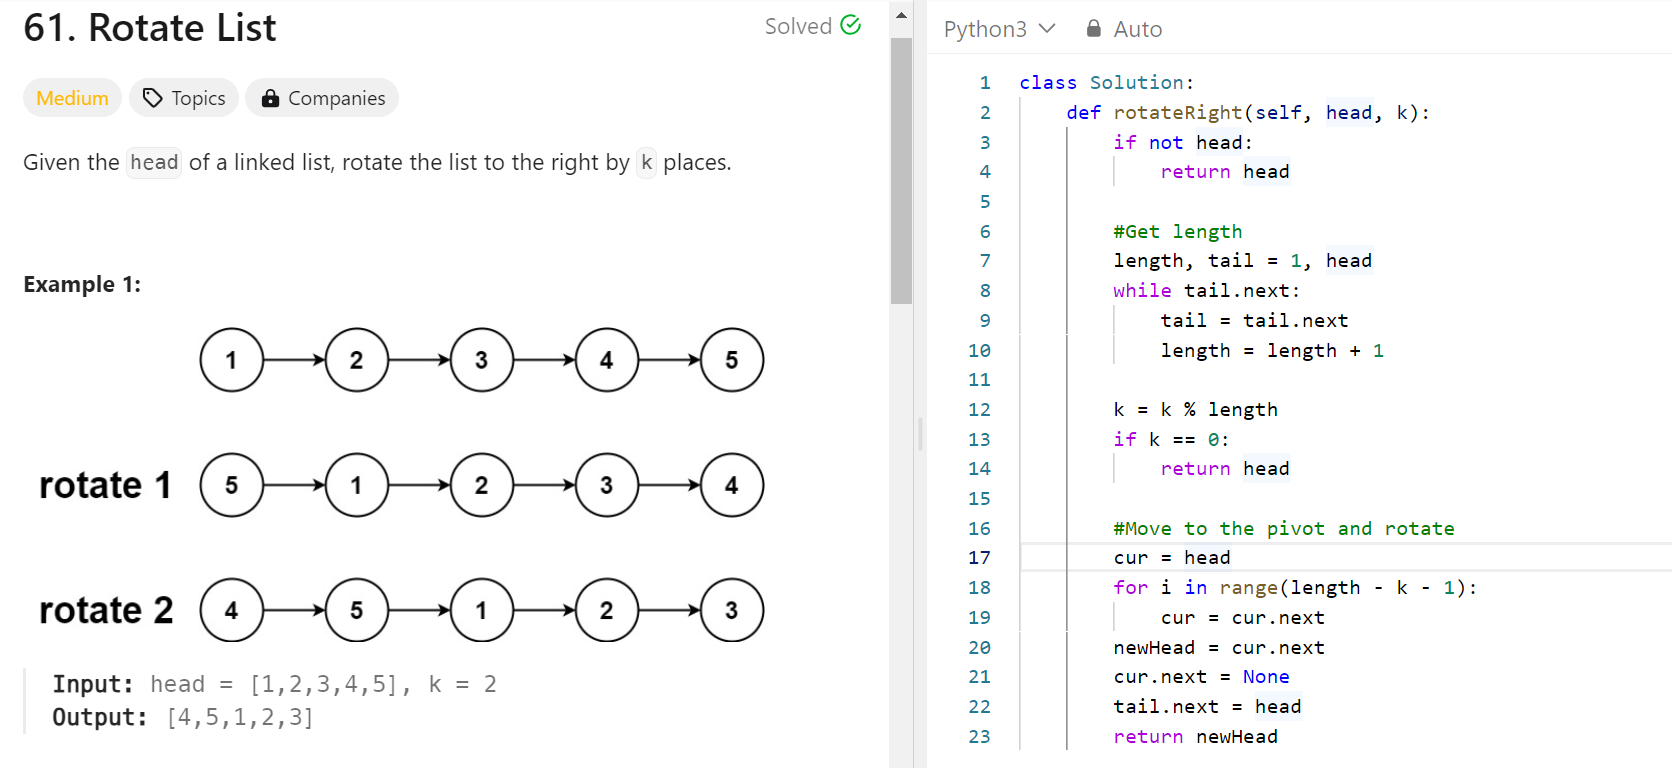 61. Rotate List
Solved
Medium
Topics
Companies
Given the head of a linked list, rotate the list to the right by k places.
Example 1:
1 2 3 4 5
rotate 1 5 1 2 3 4
rotate 2 4 5 1 2 3
Input: head = [1,2,3,4,5], k = 2
Output: [4,5,1,2,3]
Python3
Auto
1 class Solution:
2 def rotateRight(self, head, k):
3 if not head:
4 return head
5
6 #Get length
7 length, tail = 1, head
8 while tail.next:
9 tail = tail.next
10 length = length + 1
11
12 k = k % length
13 if k == 0:
14 return head
15
16 #Move to the pivot and rotate
17 cur = head
18 for i in range(length - k - 1):
19 cur = cur.next
20 newHead = cur.next
21 cur.next = None
22 tail.next = head
23 return newHead